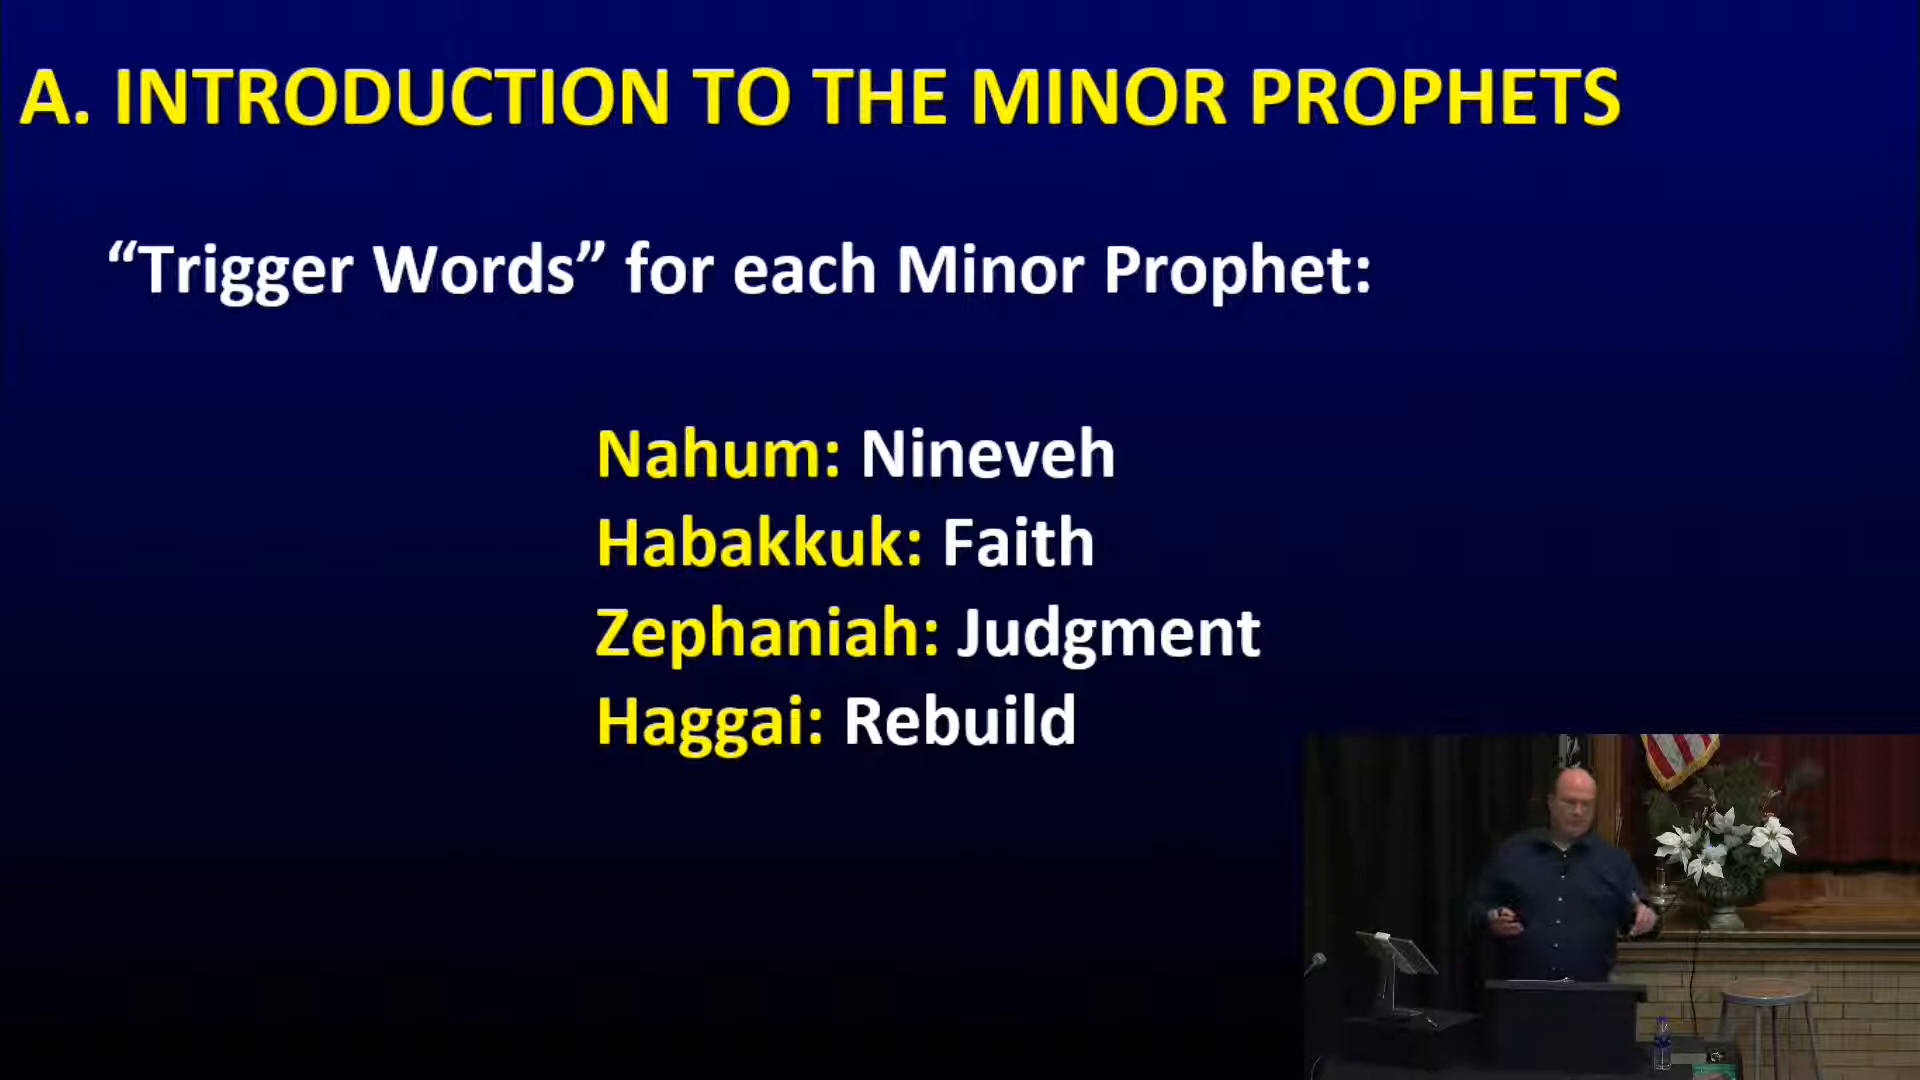 A. INTRODUCTION TO THE MINOR PROPHETS
“Trigger Words” for each Minor Prophet:
Nahum: Nineveh
Habakkuk: Faith
Zephaniah: Judgment
Haggai: Rebuild